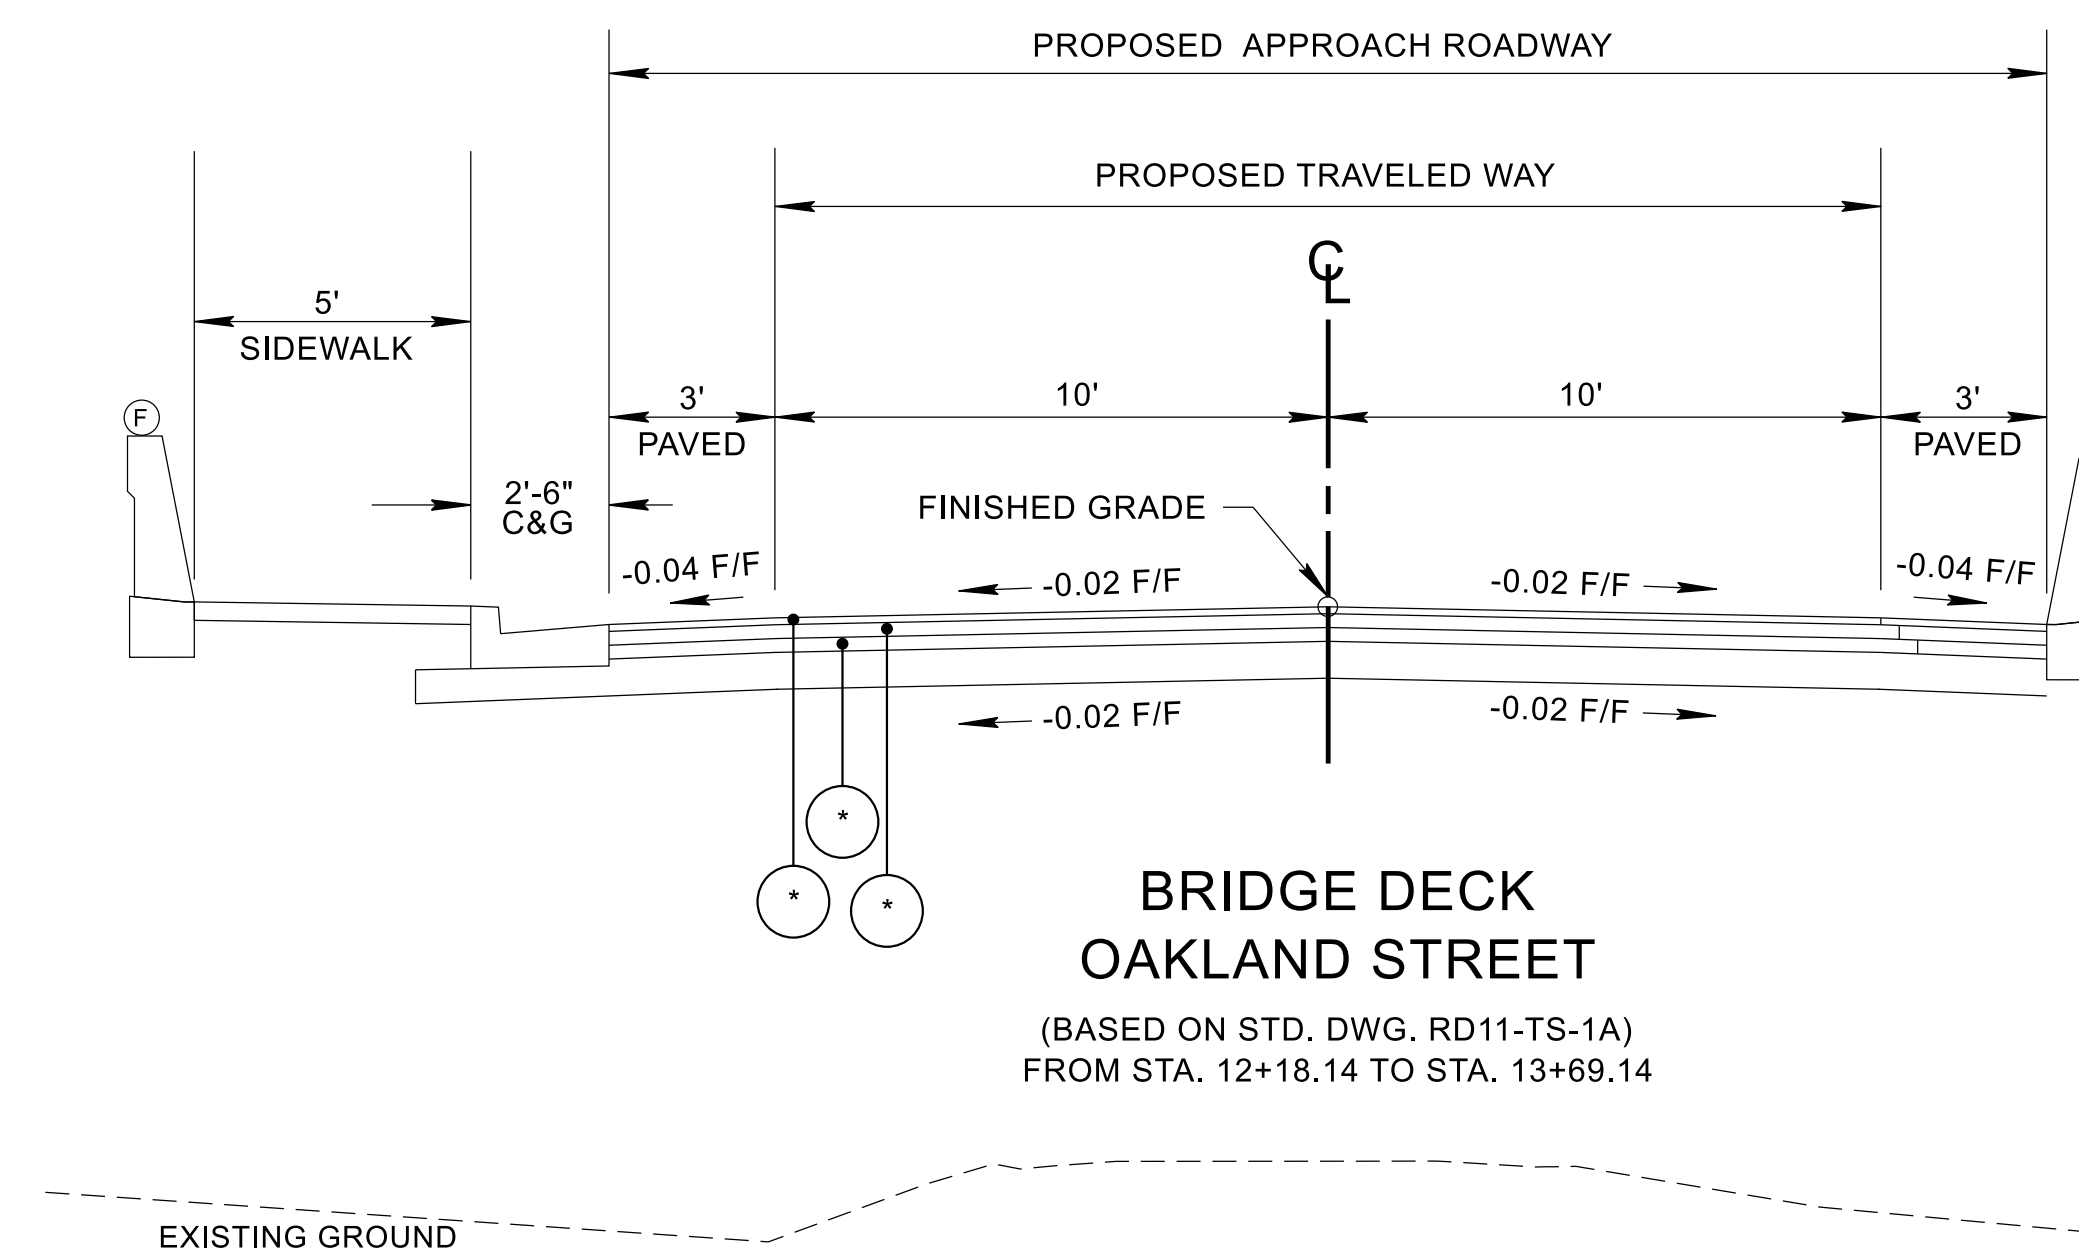 PROPOSED APPROACH ROADWAY
PROPOSED TRAVELED WAY
℄
5'
SIDEWALK
3'
PAVED
10'
10'
3'
PAVED
F
2'-6"
C&G
FINISHED GRADE
-0.04 F/F
-0.02 F/F
-0.02 F/F
-0.04 F/F
-0.02 F/F
-0.02 F/F
*
*
*
BRIDGE DECK
OAKLAND STREET
(BASED ON STD. DWG. RD11-TS-1A)
FROM STA. 12+18.14 TO STA. 13+69.14
EXISTING GROUND